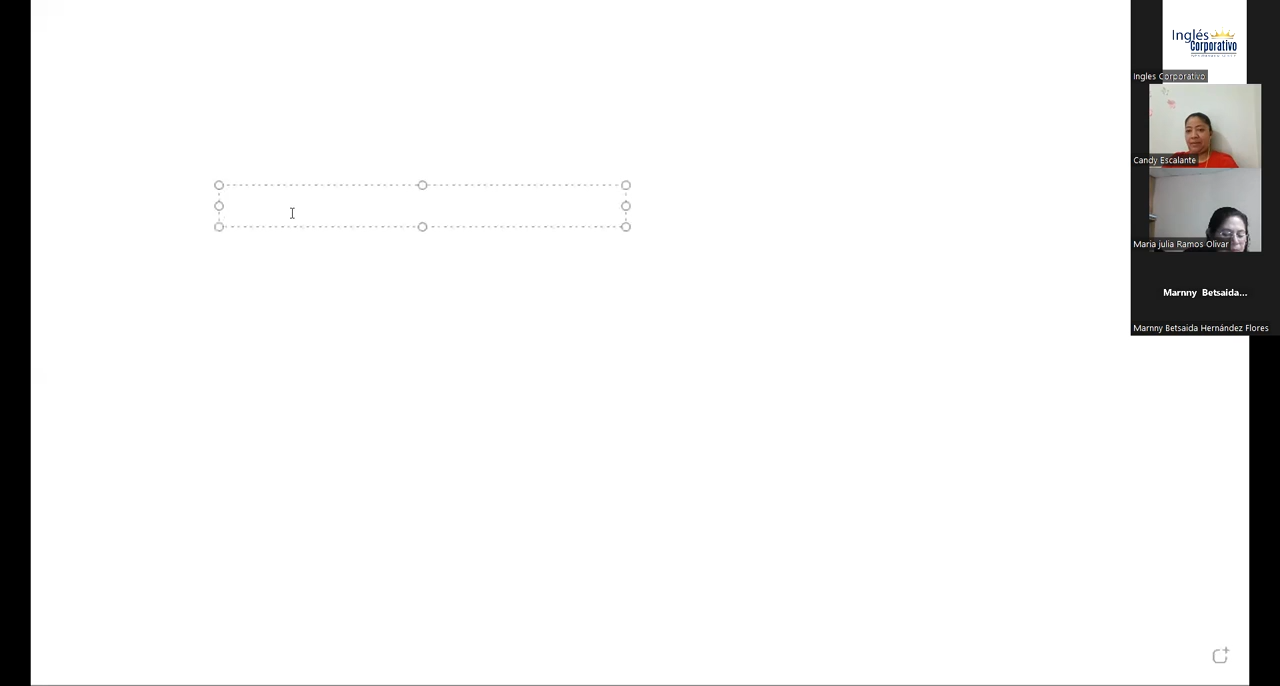 Inglés
Corporativo
Ingles Corporativo
Candy Escalante
Maria julia Ramos Olivar
Marnny Betsaida...
Marnny Betsaida Hernández Flores